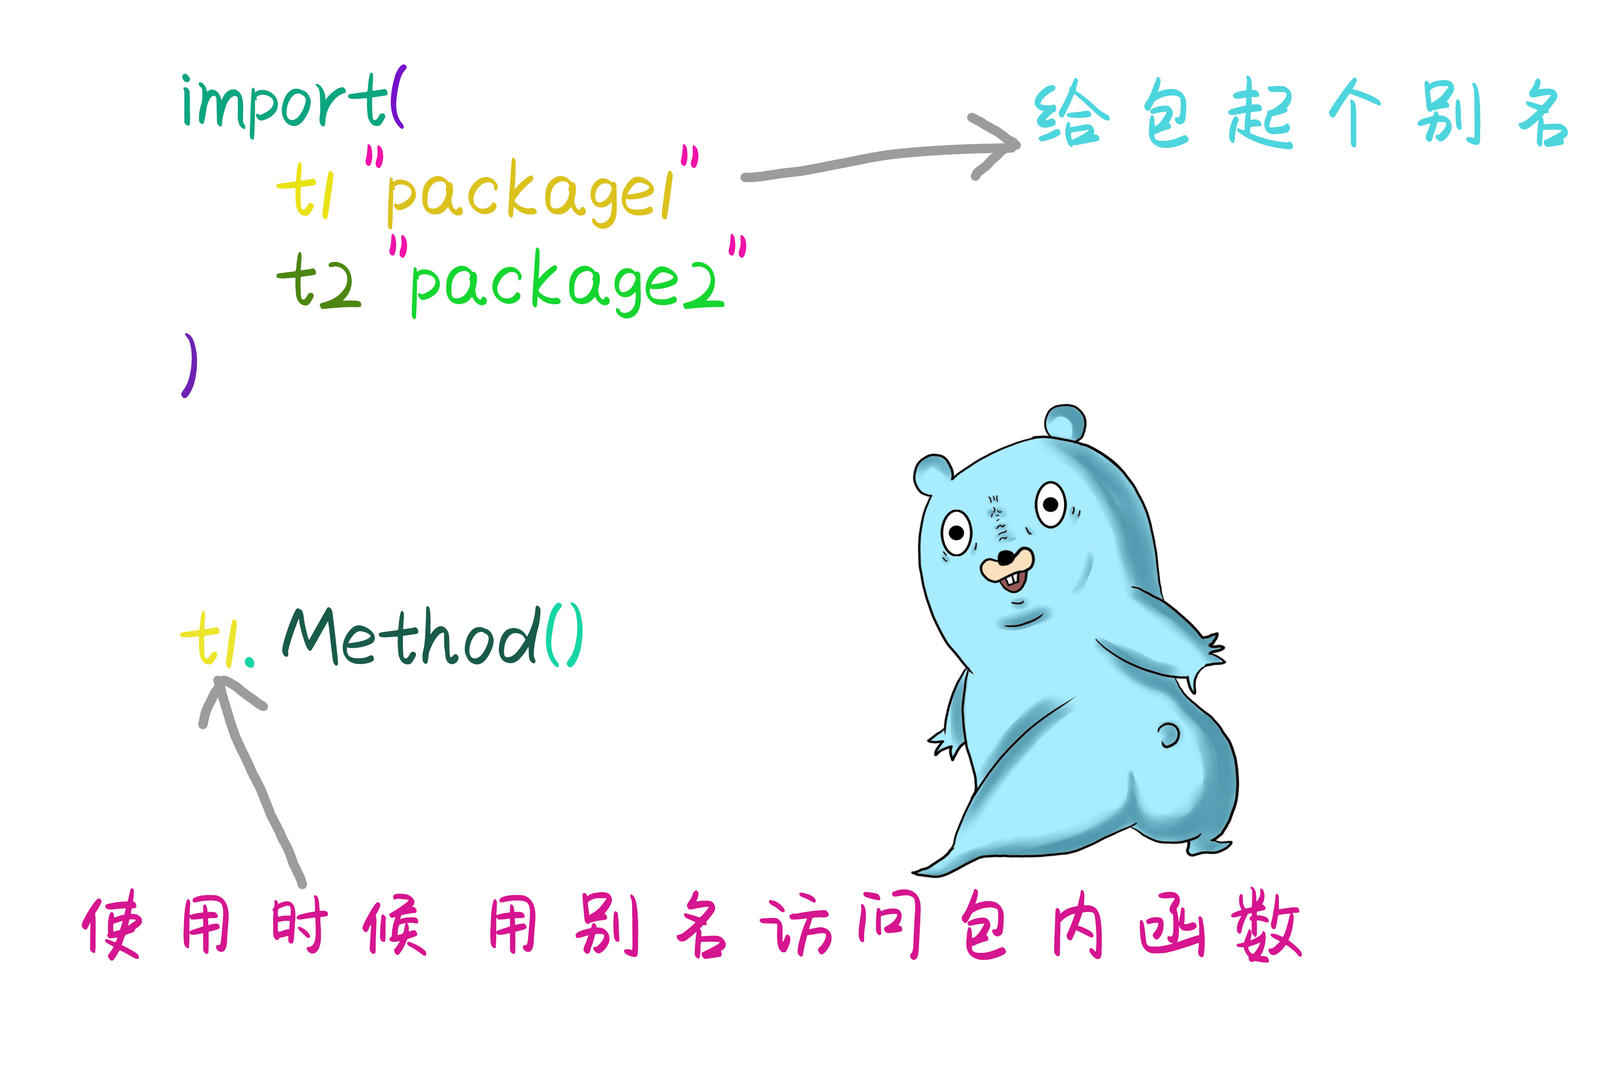 import(
给包起个别名
t1 "package1"
t2 "package2"
)
t1. Method()
使用时候 用别名访问包内函数